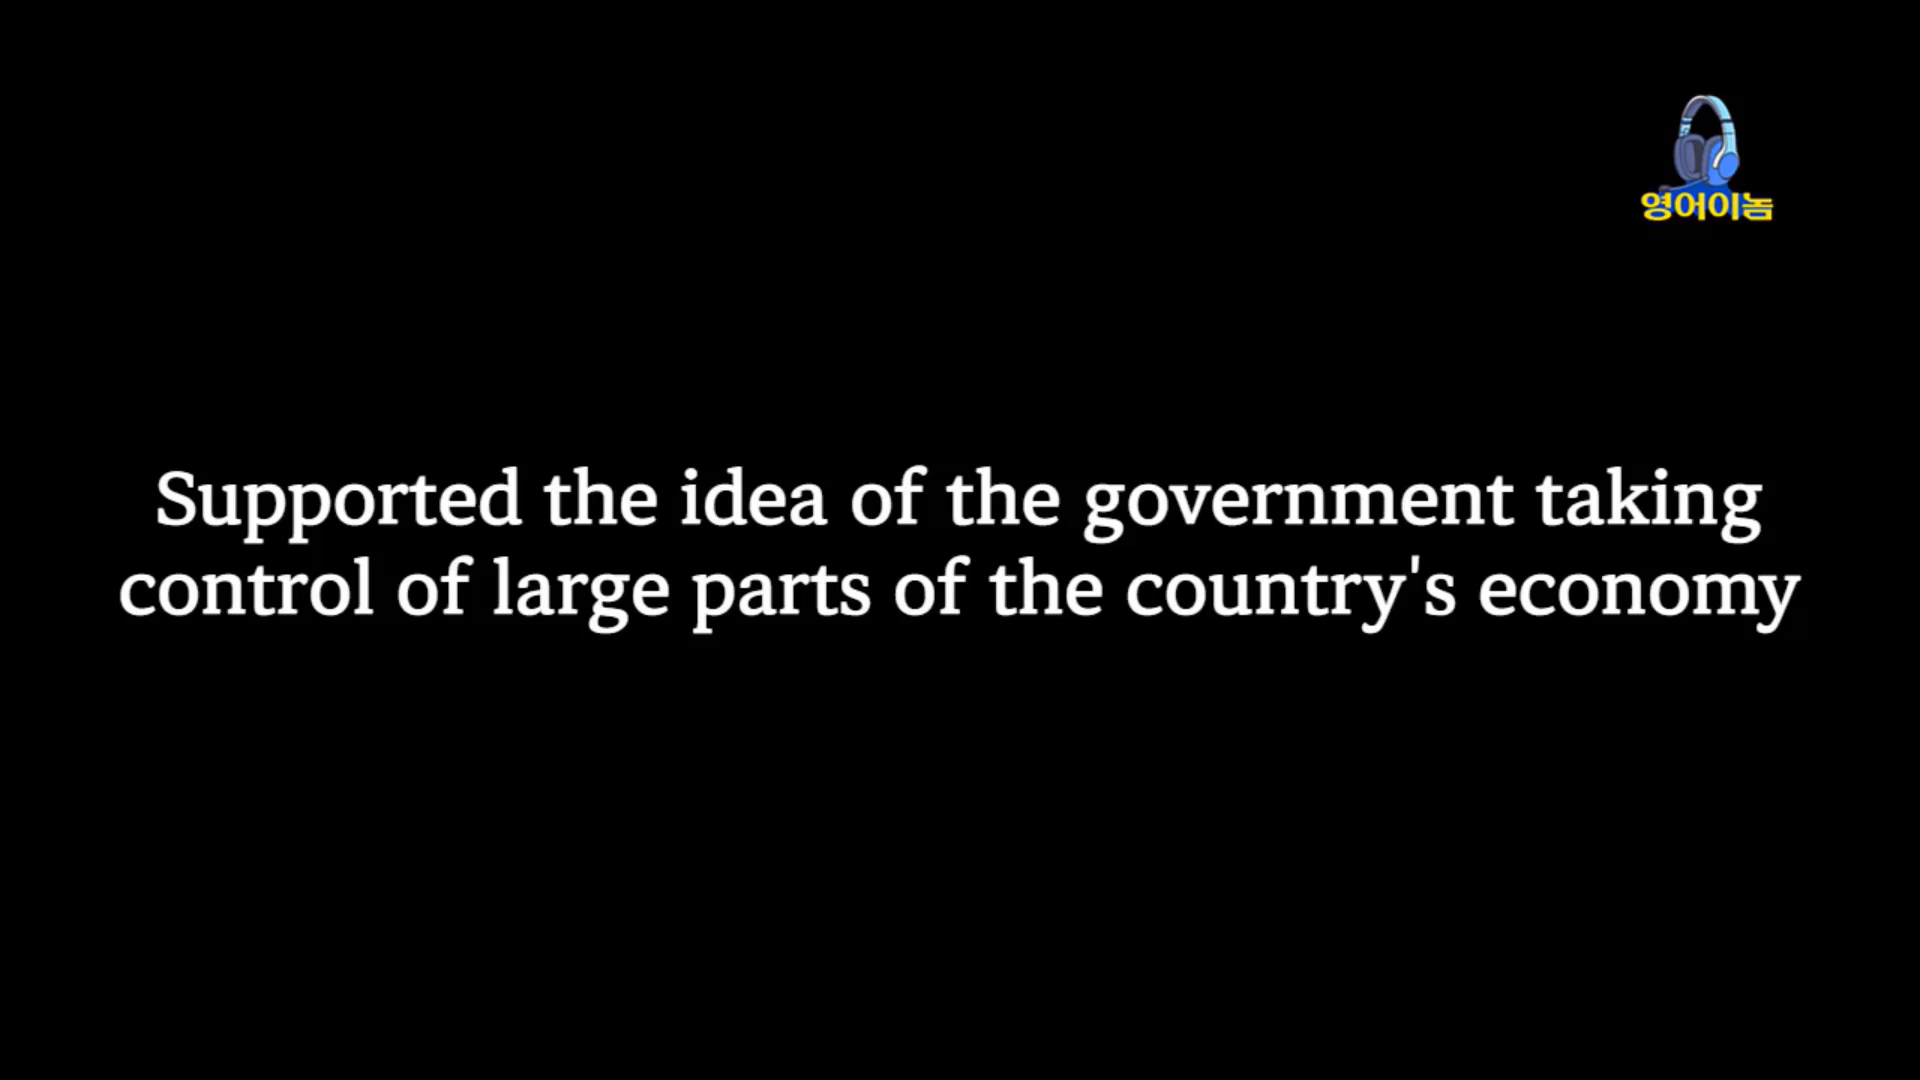 영어이놈
Supported the idea of the government taking
control of large parts of the country's economy